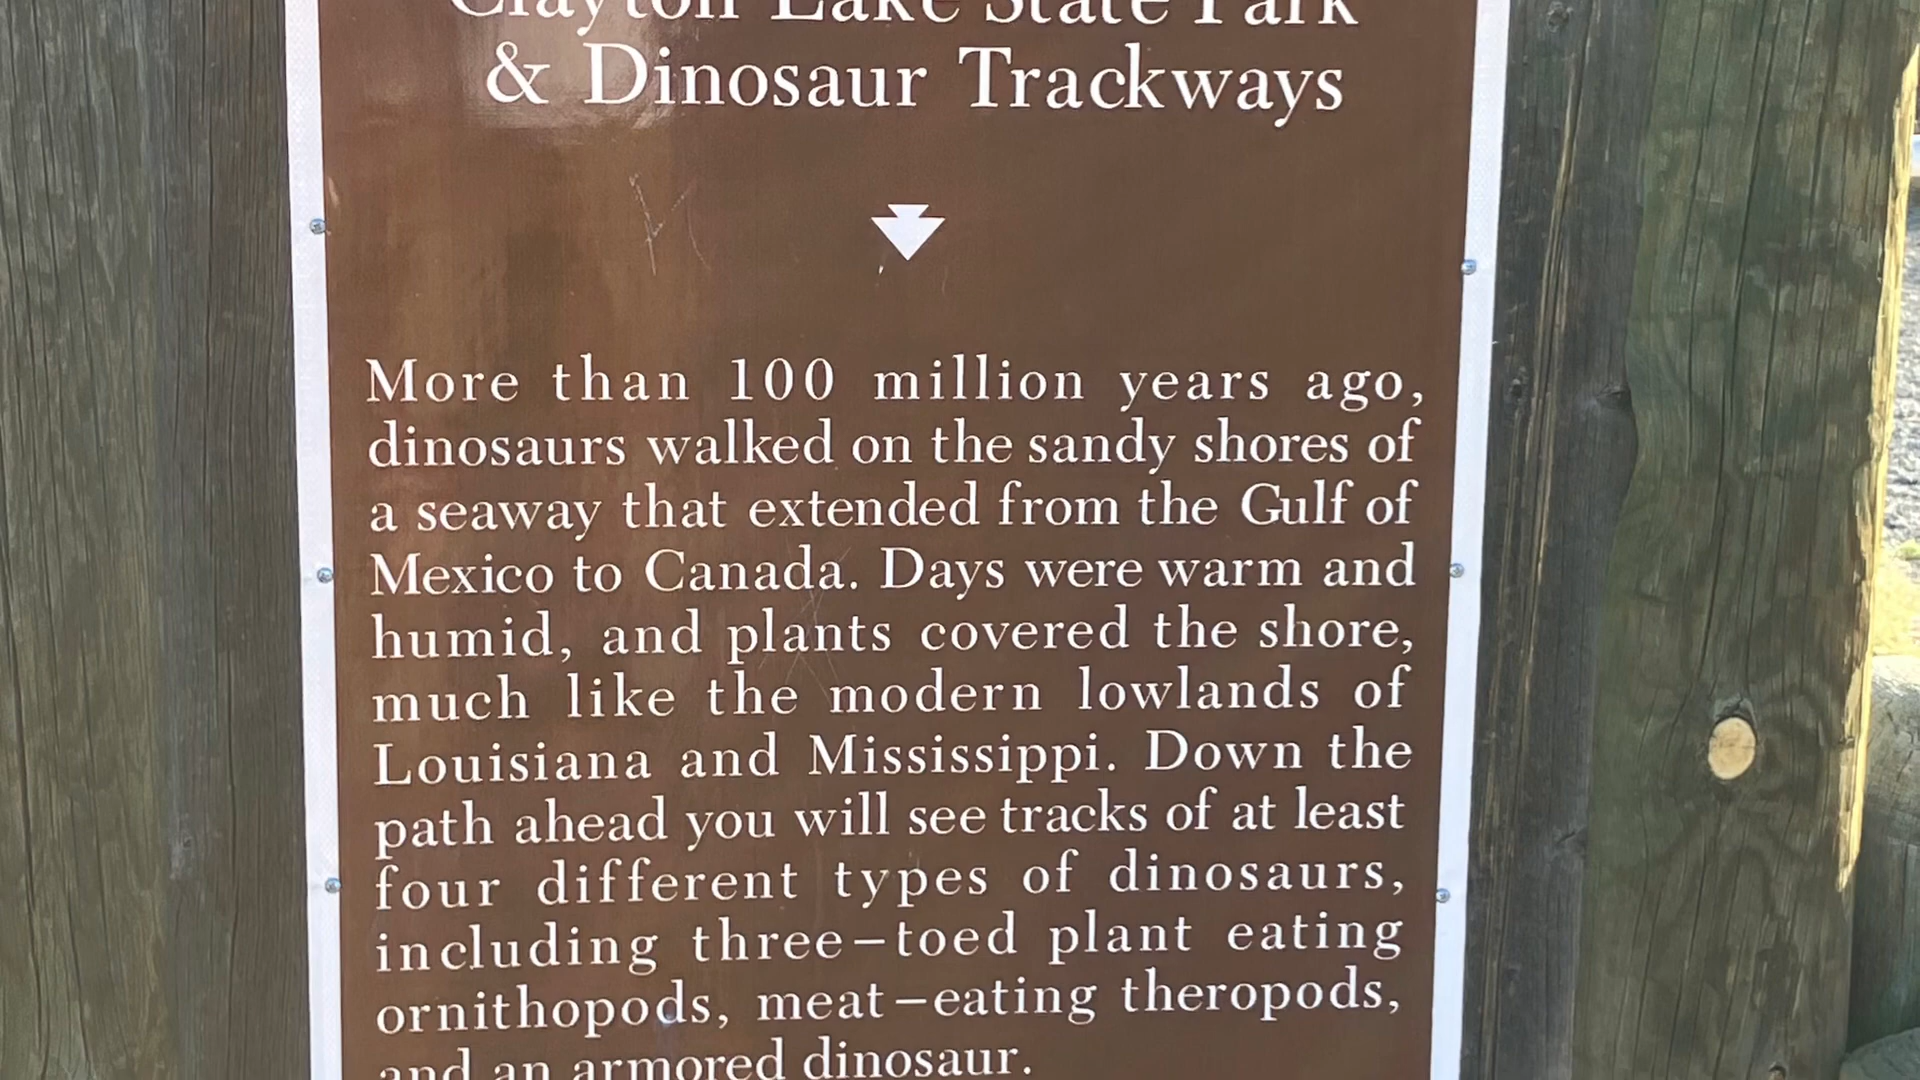 Clayton Lake State Park
& Dinosaur Trackways
More than 100 million years ago,
dinosaurs walked on the sandy shores of
a seaway that extended from the Gulf of
Mexico to Canada. Days were warm and
humid, and plants covered the shore,
much like the modern lowlands of
Louisiana and Mississippi. Down the
path ahead you will see tracks of at least
four different types of dinosaurs,
including three-toed plant eating
ornithopods, meat-eating theropods,
and an armored dinosaur.